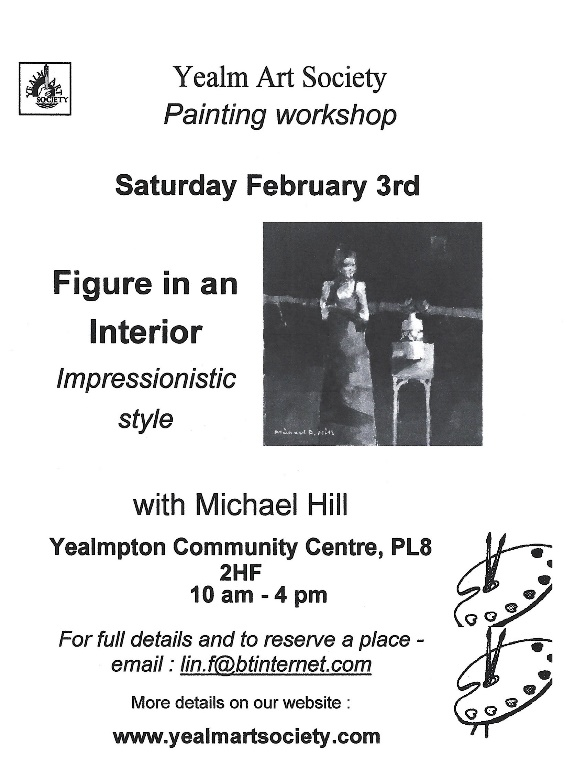 YEALM ART SOCIETY
Yealm Art Society
Painting workshop
Saturday February 3rd
Figure in an
Interior
Impressionistic
style
with Michael Hill
Yealmpton Community Centre, PL8
2HF
10 am - 4 pm
For full details and to reserve a place -
email : lin.f@btinternet.com
More details on our website :
www.yealmartsociety.com